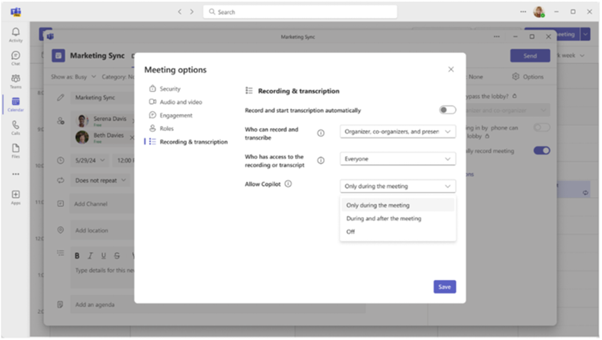 Search
Marketing Sync
Activity
Chat
Teams
Calendar
Calls
Files
Apps
Marketing Sync
Send
Show as: Busy
Category:
Options
Marketing Sync
Serena Davis
Beth Davies
5/29/24
12:00
Does not repeat
Add Channel
Add location
B I U S
Type details for this
Add an agenda
None
week
bypass the lobby?
ing in by phone can
lobby
record meeting
Meeting options
Security
Audio and video
Engagement
Roles
Recording & transcription
Recording & transcription
Record and start transcription automatically
Who can record and
transcribe
Organizer, co-organizers, and presen
Who has access to the
recording or transcript
Everyone
Allow Copilot
Only during the meeting
Only during the meeting
During and after the meeting
Off
Save